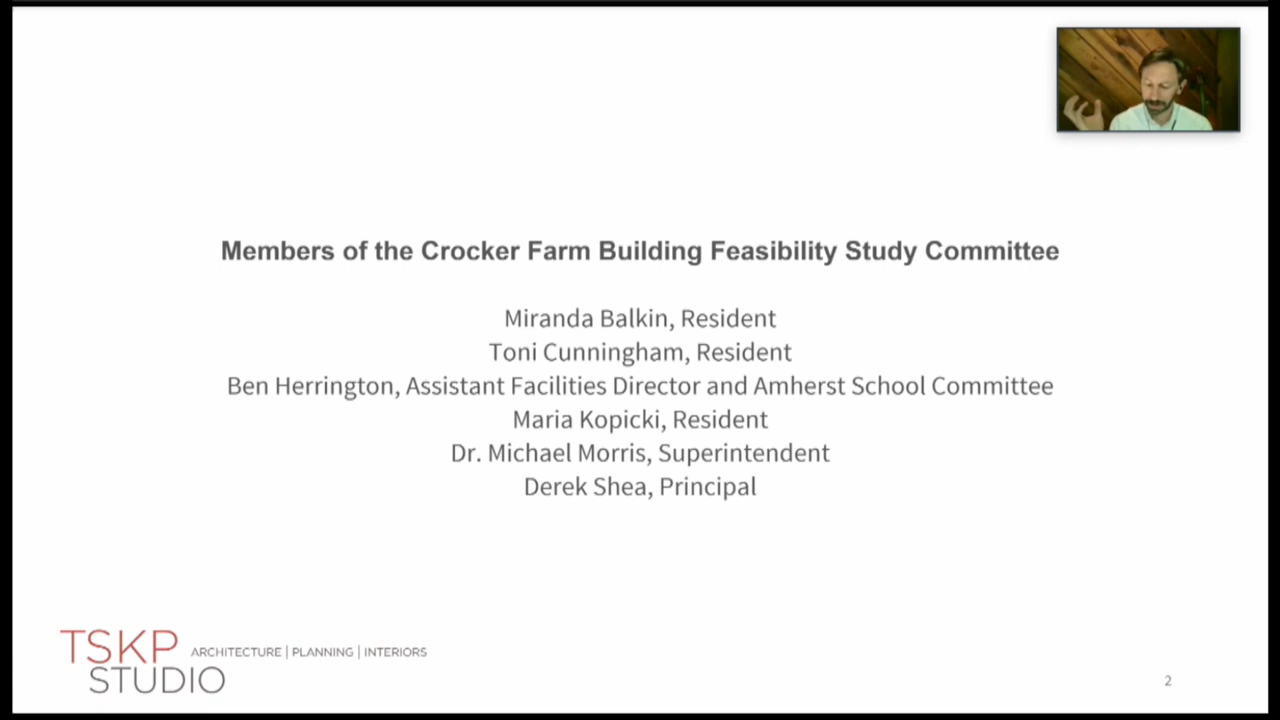 Members of the Crocker Farm Building Feasibility Study Committee
Miranda Balkin, Resident
Toni Cunningham, Resident
Ben Herrington, Assistant Facilities Director and Amherst School Committee
Maria Kopicki, Resident
Dr. Michael Morris, Superintendent
Derek Shea, Principal
TSKP STUDIO
ARCHITECTURE | PLANNING | INTERIORS
2